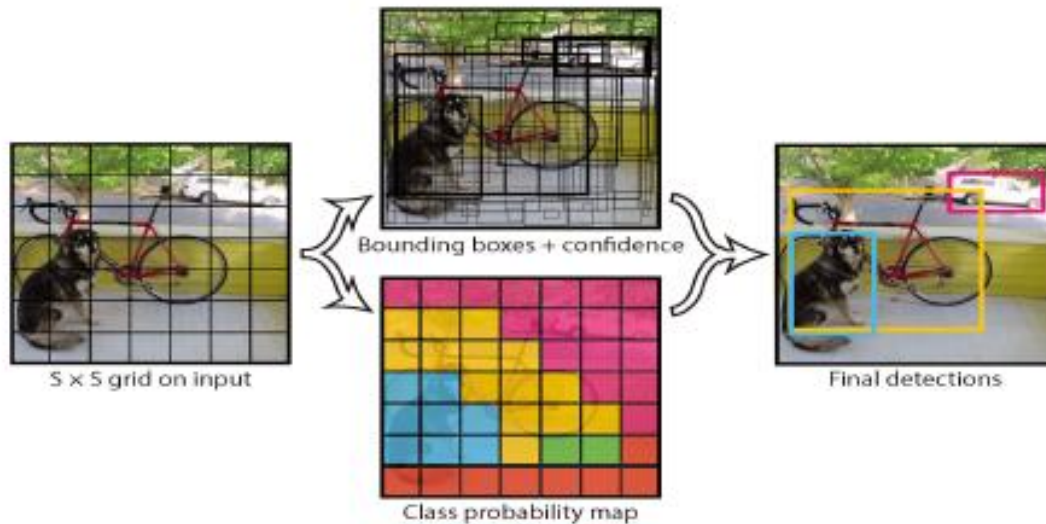 S × S grid on input
Bounding boxes + confidence
Class probability map
Final detections